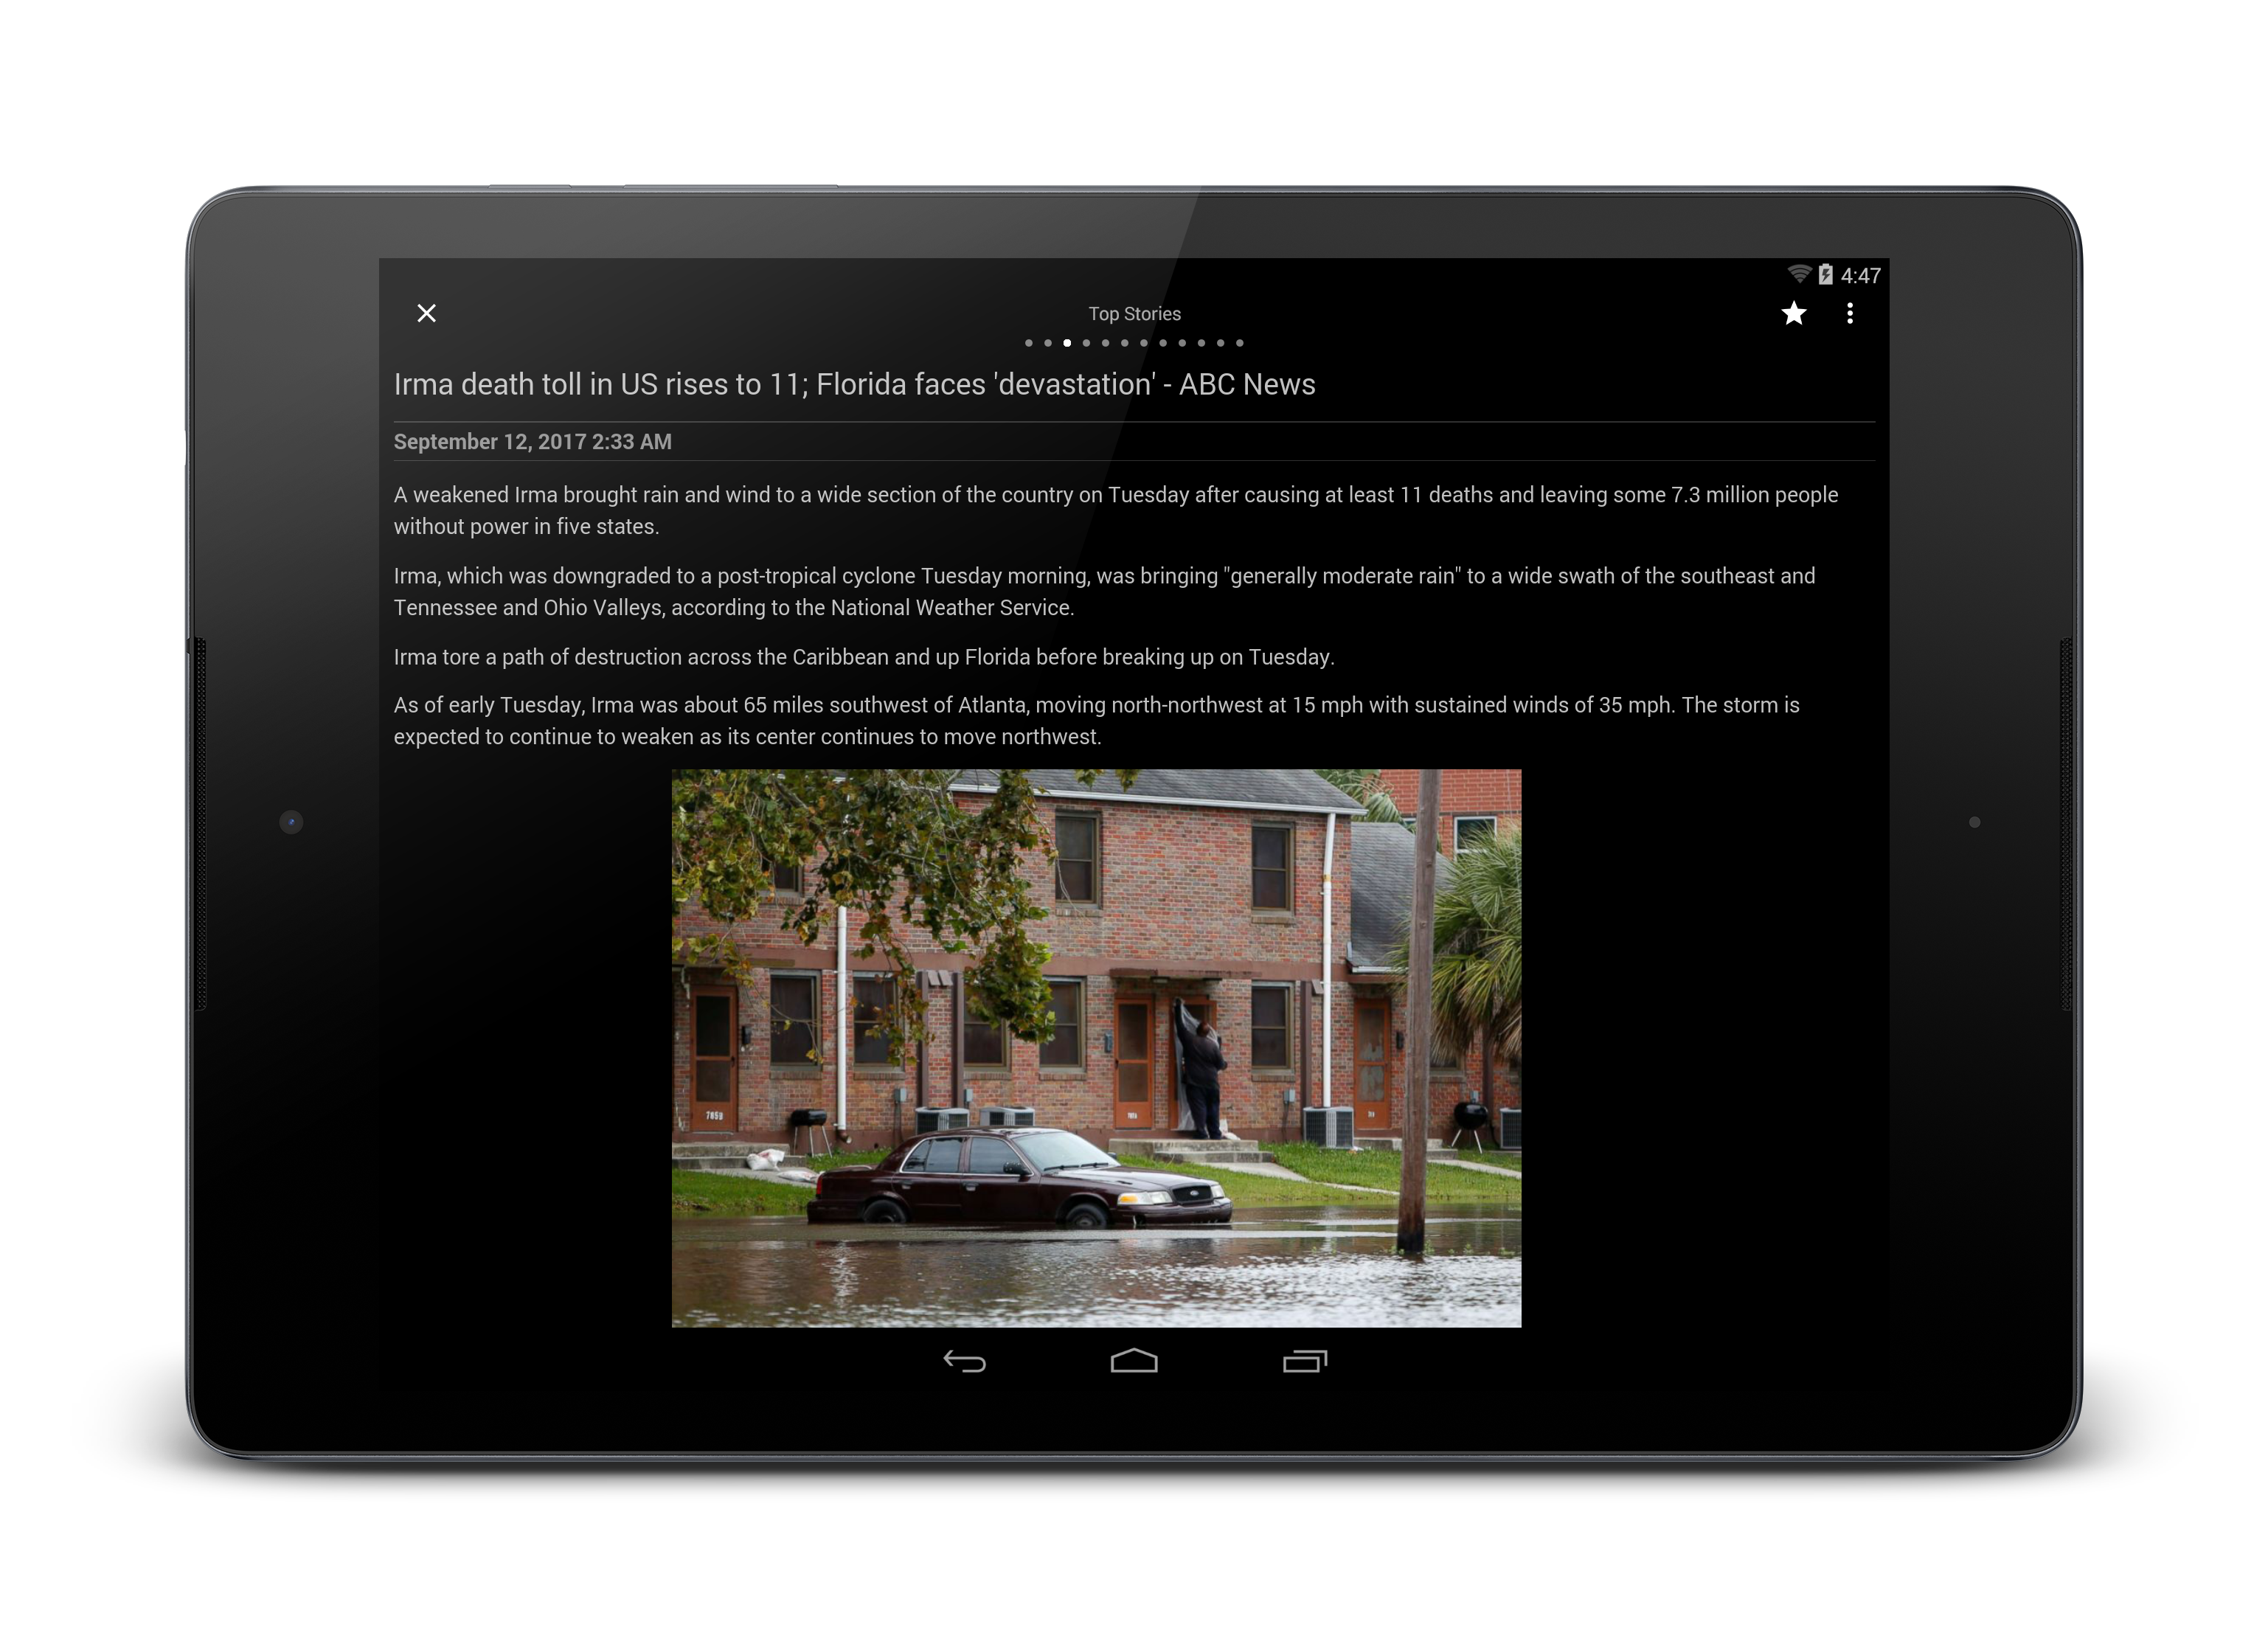 4:47
Top Stories
Irma death toll in US rises to 11; Florida faces 'devastation' - ABC News
September 12, 2017 2:33 AM
A weakened Irma brought rain and wind to a wide section of the country on Tuesday after causing at least 11 deaths and leaving some 7.3 million people
without power in five states.
Irma, which was downgraded to a post-tropical cyclone Tuesday morning, was bringing "generally moderate rain" to a wide swath of the southeast and
Tennessee and Ohio Valleys, according to the National Weather Service.
Irma tore a path of destruction across the Caribbean and up Florida before breaking up on Tuesday.
As of early Tuesday, Irma was about 65 miles southwest of Atlanta, moving north-northwest at 15 mph with sustained winds of 35 mph. The storm is
expected to continue to weaken as its center continues to move northwest.